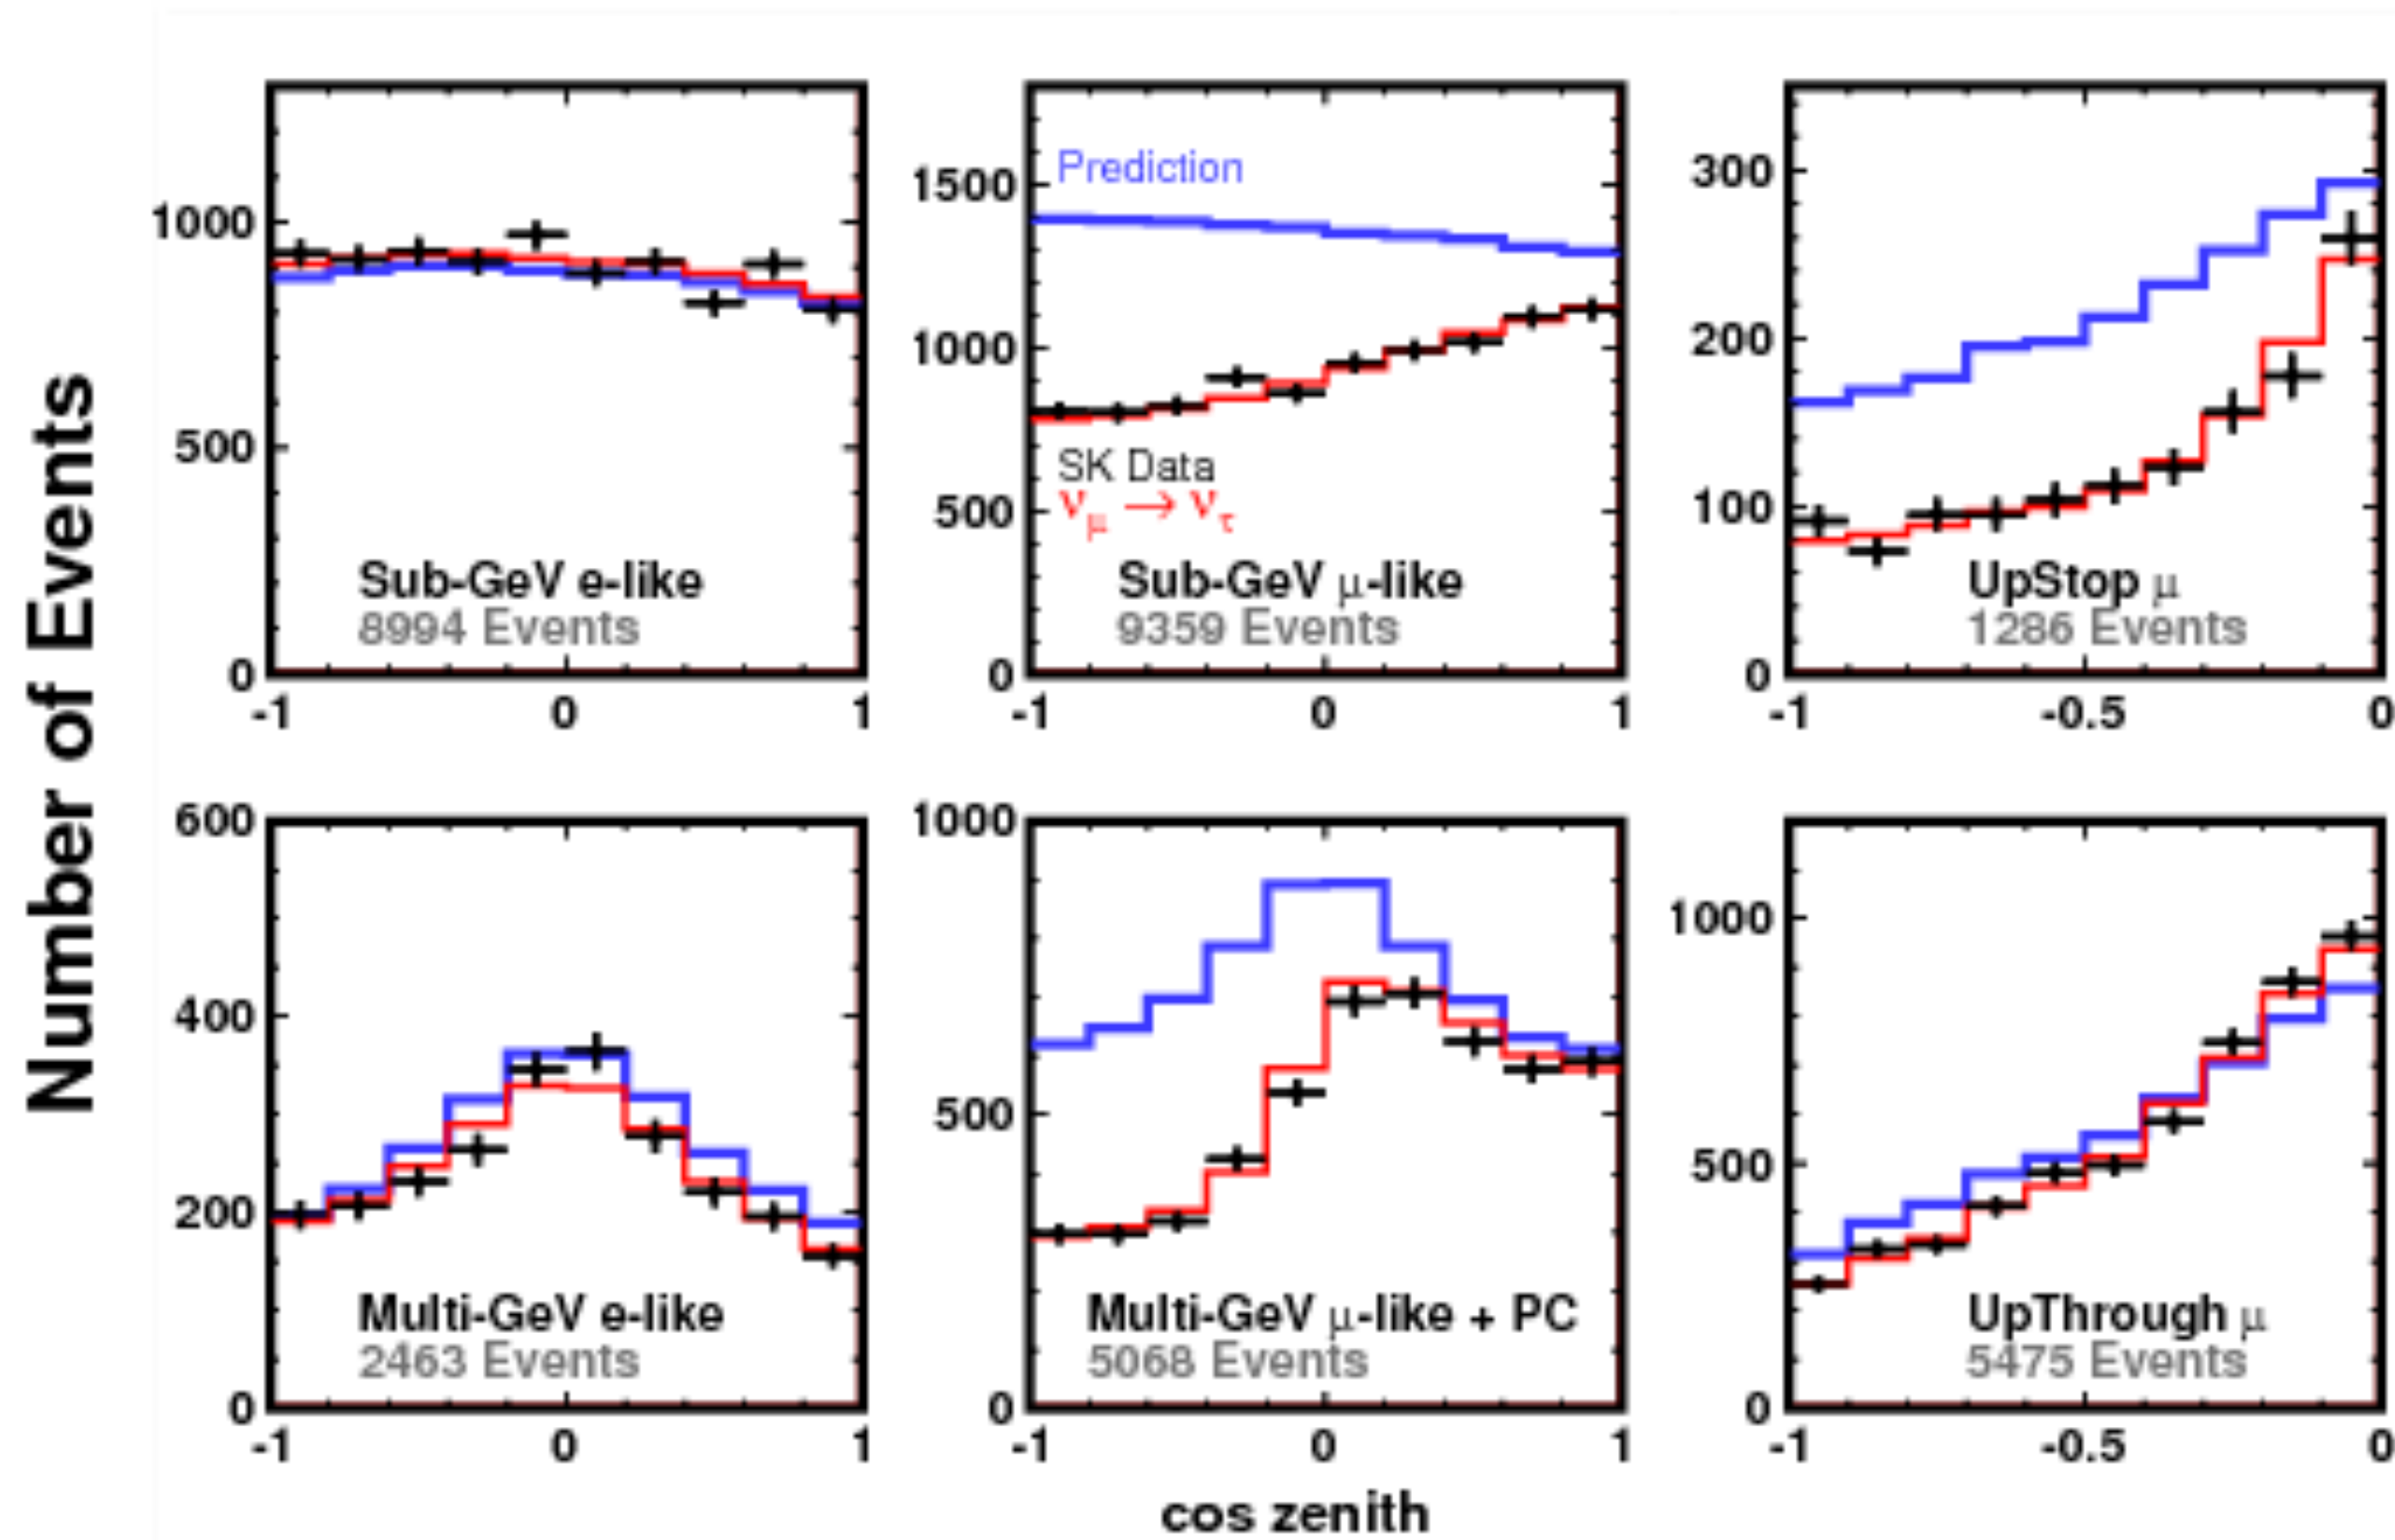 Number of Events
1000
500
0
-1
0
1
Sub-GeV e-like
8994 Events
1500
1000
500
0
-1
0
1
Prediction
SK Data
νμ → ντ
Sub-GeV μ-like
9359 Events
300
200
100
0
-1
-0.5
0
UpStop μ
1286 Events
600
400
200
0
-1
0
1
Multi-GeV e-like
2463 Events
1000
500
0
-1
0
1
Multi-GeV μ-like + PC
5068 Events
1000
500
0
-1
-0.5
0
UpThrough μ
5475 Events
cos zenith